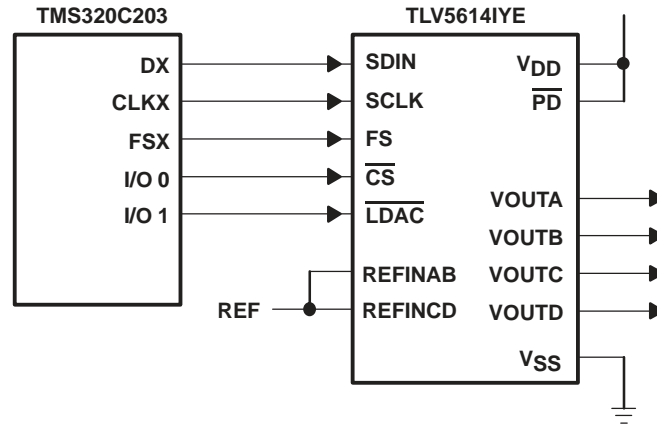 TMS320C203
TLV5614IYE
DX
CLKX
FSX
I/O 0
I/O 1
SDIN
SCLK
FS
CS
LDAC
REFINAB
REFINCD
REF
VDD
PD
VOUTA
VOUTB
VOUTC
VOUTD
VSS